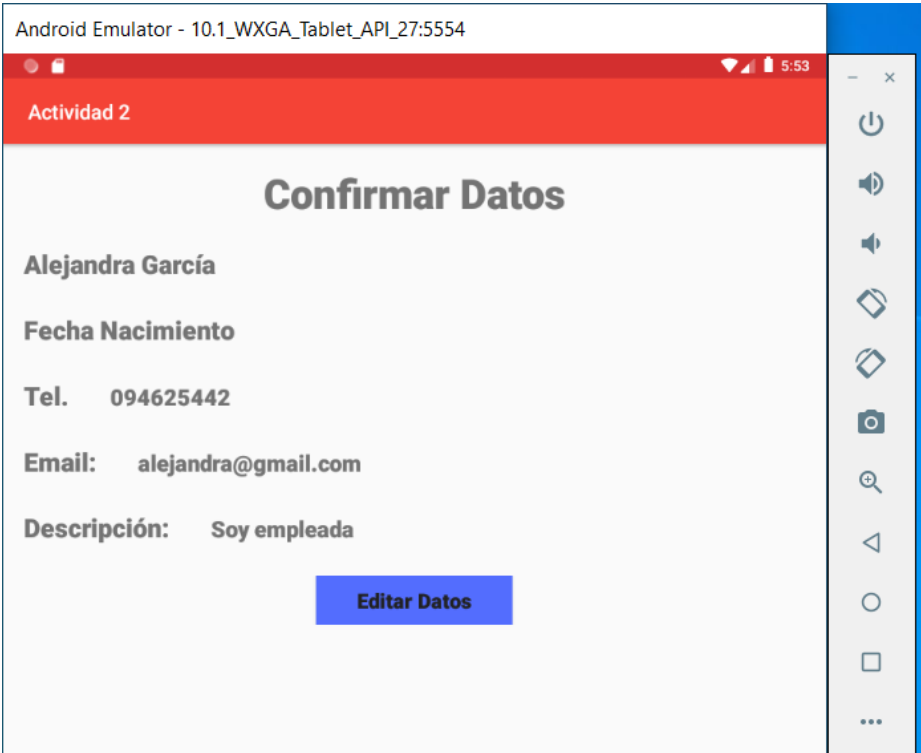 Android Emulator - 10.1_WXGA_Tablet_API_27:5554
5:53
Actividad 2
Confirmar Datos
Alejandra García
Fecha Nacimiento
Tel. 094625442
Email: alejandra@gmail.com
Descripción: Soy empleada
Editar Datos